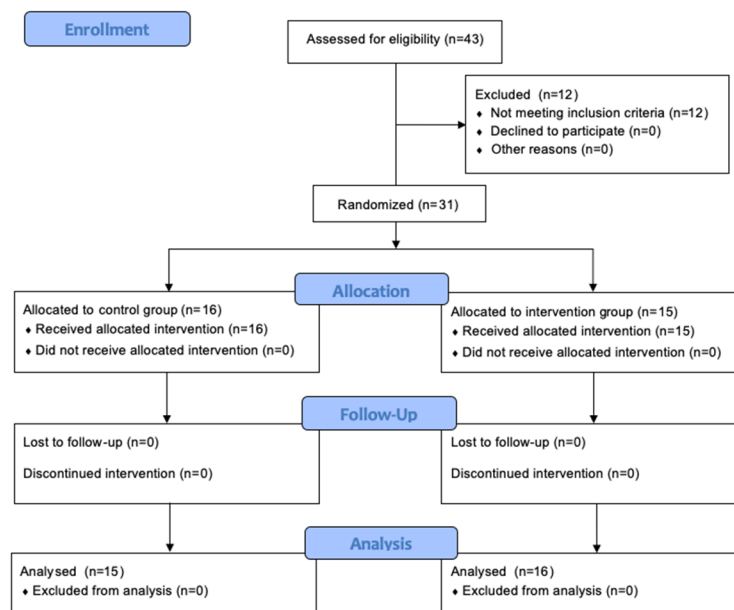 Enrollment
Assessed for eligibility (n=43)
Excluded (n=12)
♦ Not meeting inclusion criteria (n=12)
♦ Declined to participate (n=0)
♦ Other reasons (n=0)
Randomized (n=31)
Allocation
Allocated to control group (n=16)
♦ Received allocated intervention (n=16)
♦ Did not receive allocated intervention (n=0)
Allocated to intervention group (n=15)
♦ Received allocated intervention (n=15)
♦ Did not receive allocated intervention (n=0)
Follow-Up
Lost to follow-up (n=0)
Discontinued intervention (n=0)
Lost to follow-up (n=0)
Discontinued intervention (n=0)
Analysis
Analysed (n=15)
♦ Excluded from analysis (n=0)
Analysed (n=16)
♦ Excluded from analysis (n=0)